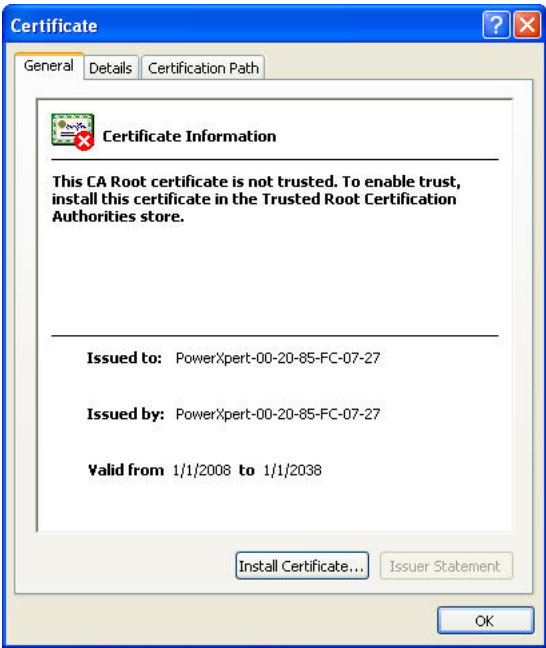 Certificate
General
Details
Certification Path
Certificate Information
This CA Root certificate is not trusted. To enable trust,
install this certificate in the Trusted Root Certification
Authorities store.
Issued to: PowerXpert-00-20-85-FC-07-27
Issued by: PowerXpert-00-20-85-FC-07-27
Valid from 1/1/2008 to 1/1/2038
Install Certificate...
Issuer Statement
OK